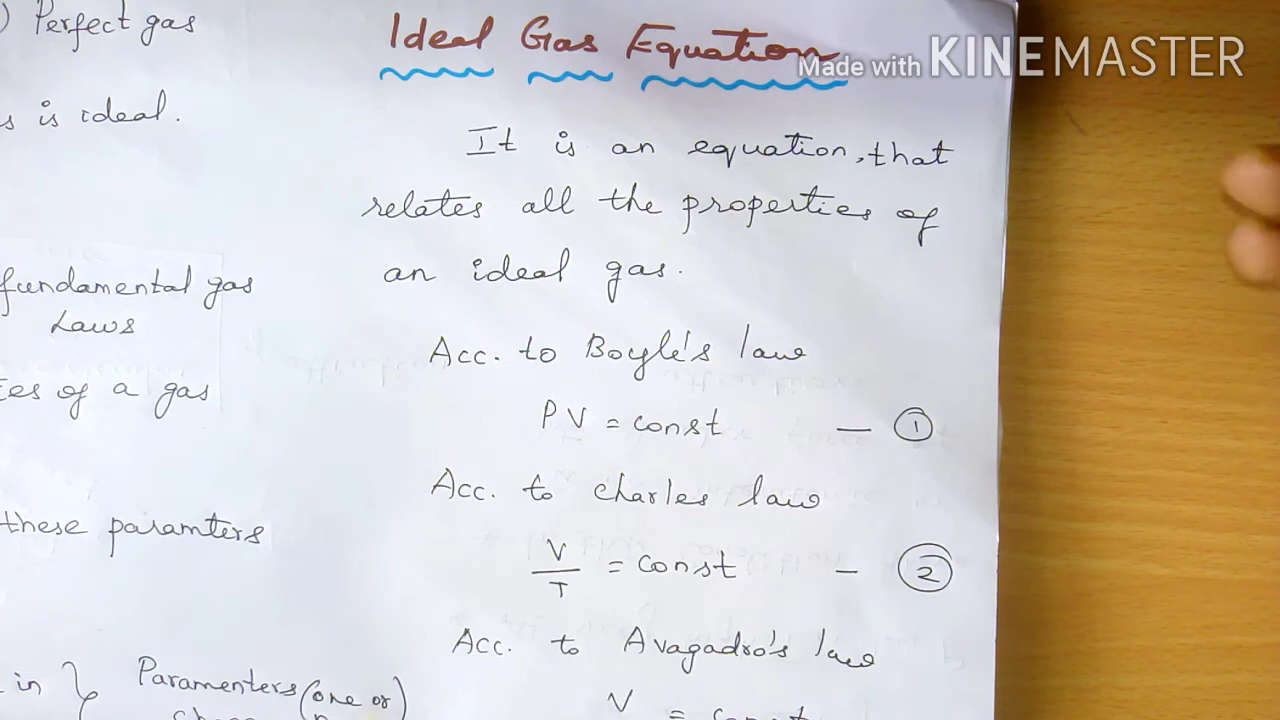 ) Perfect gas
s is ideal.
fundamental gas
Laws
ies of a gas
these paramters
in } Paramenters (one or)
Ideal Gas Equation
Made with KINEMASTER
It is an equation, that
relates all the properties of
an ideal gas.
Acc. to Boyle's law
PV = const — ①
Acc. to charles law
V
T = const — ②
Acc. to Avagadro's law
V
= const